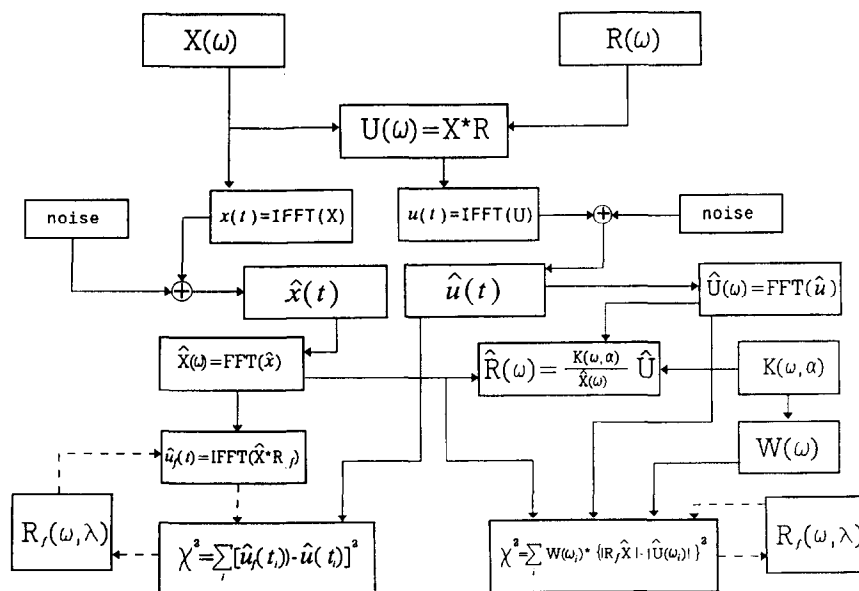 X(ω)
R(ω)
U(ω)=X*R
noise
x(t)=IFFT(X)
u(t)=IFFT(U)
+
noise
+
x̂(t)
û(t)
Û(ω)=FFT(û)
X̂(ω)=FFT(x̂)
R̂(ω)= K(ω,α)/X̂(ω) Û
K(ω,α)
û_f(t)=IFFT(X̂*R_f)
W(ω)
R_f(ω,λ)
χ²=∑_i [û_f(t_i))-û(t_i)]²
χ²=∑_i W(ω_i)* {|R_f X̂|-|Û(ω_i)| }²
R_f(ω,λ)